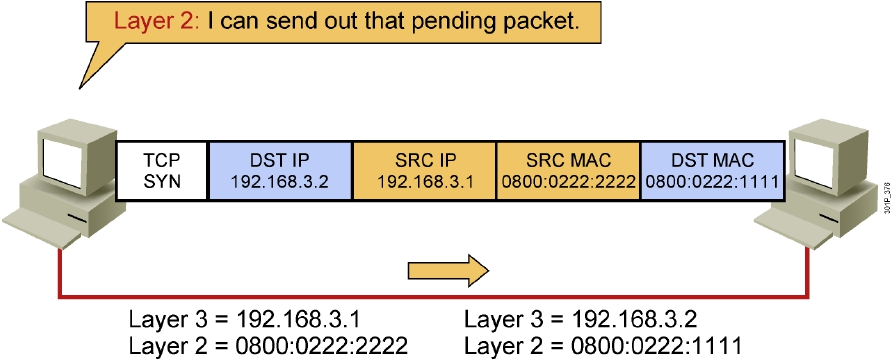 Layer 2: I can send out that pending packet.
TCP SYN
DST IP
192.168.3.2
SRC IP
192.168.3.1
SRC MAC
0800:0222:2222
DST MAC
0800:0222:1111
301P_378
Layer 3 = 192.168.3.1
Layer 2 = 0800:0222:2222
Layer 3 = 192.168.3.2
Layer 2 = 0800:0222:1111